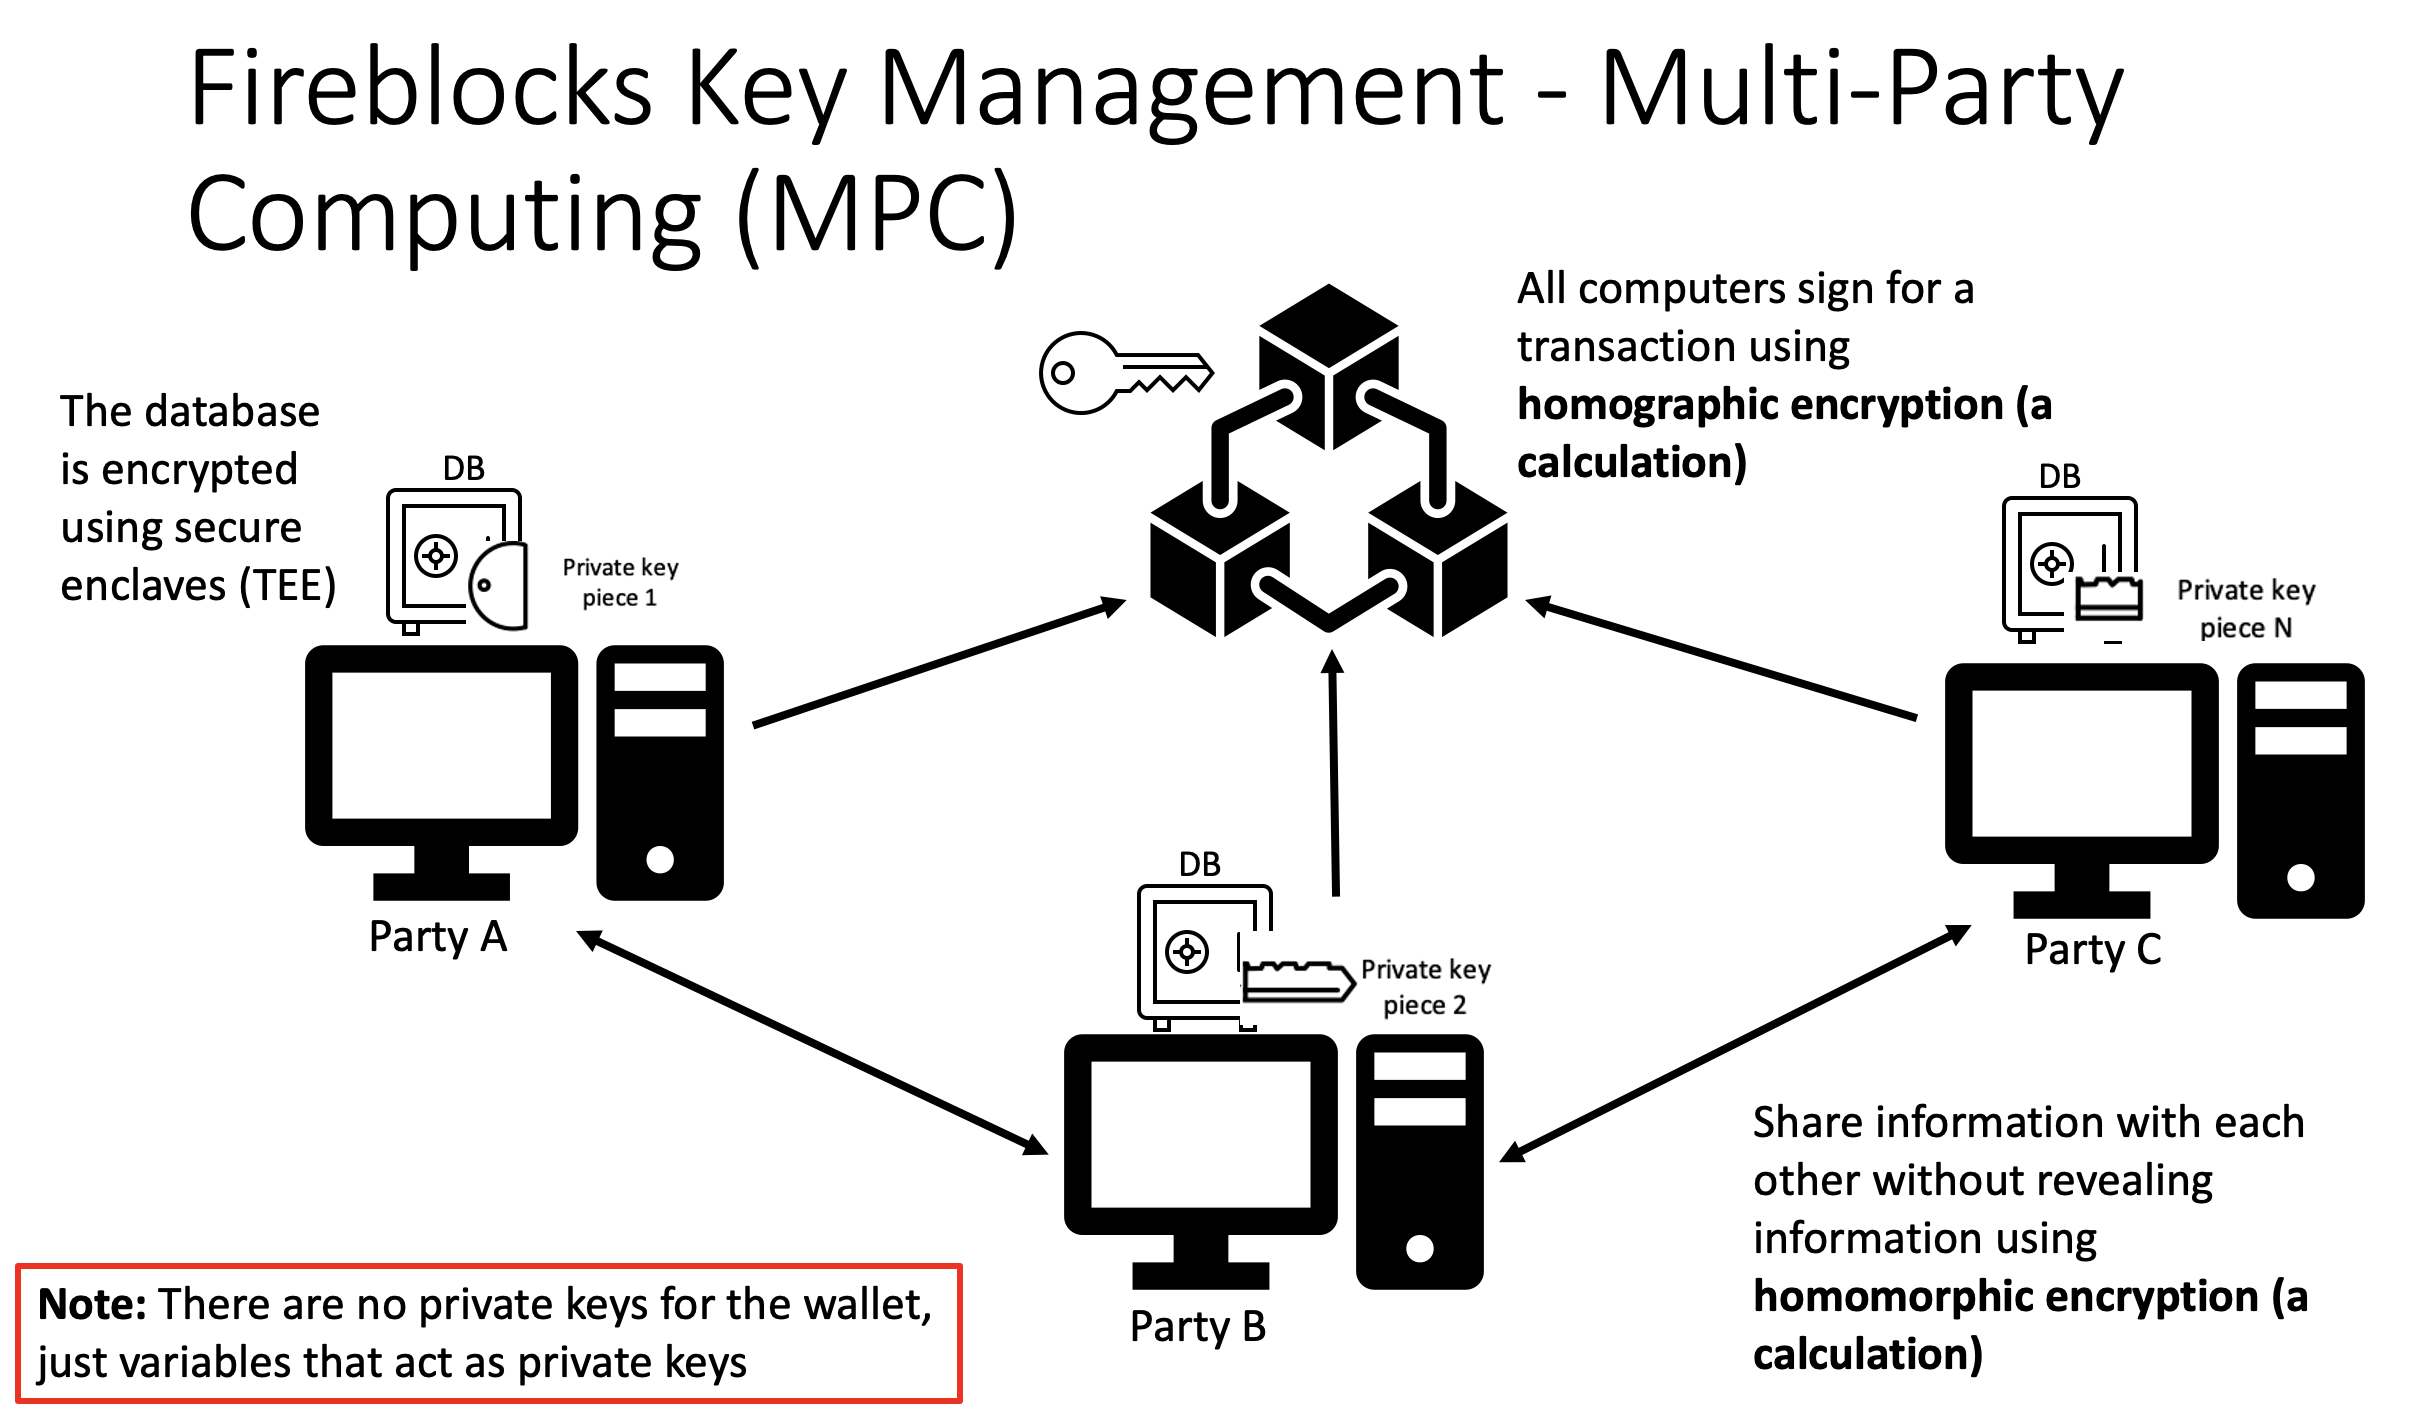 Fireblocks Key Management - Multi-Party
Computing (MPC)
All computers sign for a
transaction using
homographic encryption (a
calculation)
The database
is encrypted
using secure
enclaves (TEE)
DB
Private key
piece 1
DB
Private key
piece N
Party A
Party C
DB
Private key
piece 2
Party B
Share information with each
other without revealing
information using
homomorphic encryption (a
calculation)
Note: There are no private keys for the wallet,
just variables that act as private keys